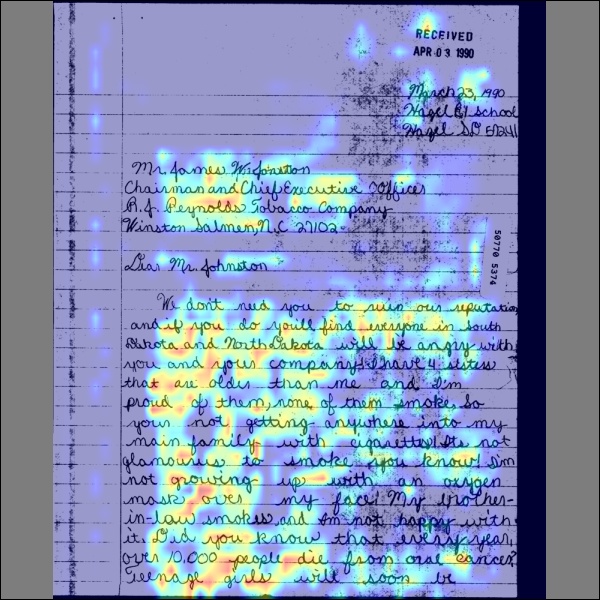 RECEIVED
APR 03 1990
March 23, 1990
Hazel City School
Hazel SD 57241
Mr. James W. Johnston
Chairman and Chief Executive Officer
R.J. Reynolds Tobacco Company
Winston Salmen, N.C. 27102
50770 5374
Dear Mr. Johnston
We don't need you to ruin our reputation
and if you do you'll find everyone in South
Dakota and North Dakota will be angry with
you and your company. I have 4 sisters
that are older than me and I'm
proud of them, none of them smoke. So
your not getting anywhere into my
main family with cigaretts! Its not
glamourus to smoke you know! I'm
not growing up with an oxygen
mask over my face! My brother-
in-law smokes and I'm not happy with
it. Did you know that every year,
over 10,000 people die from oral cancer?
Teenage girls will soon be